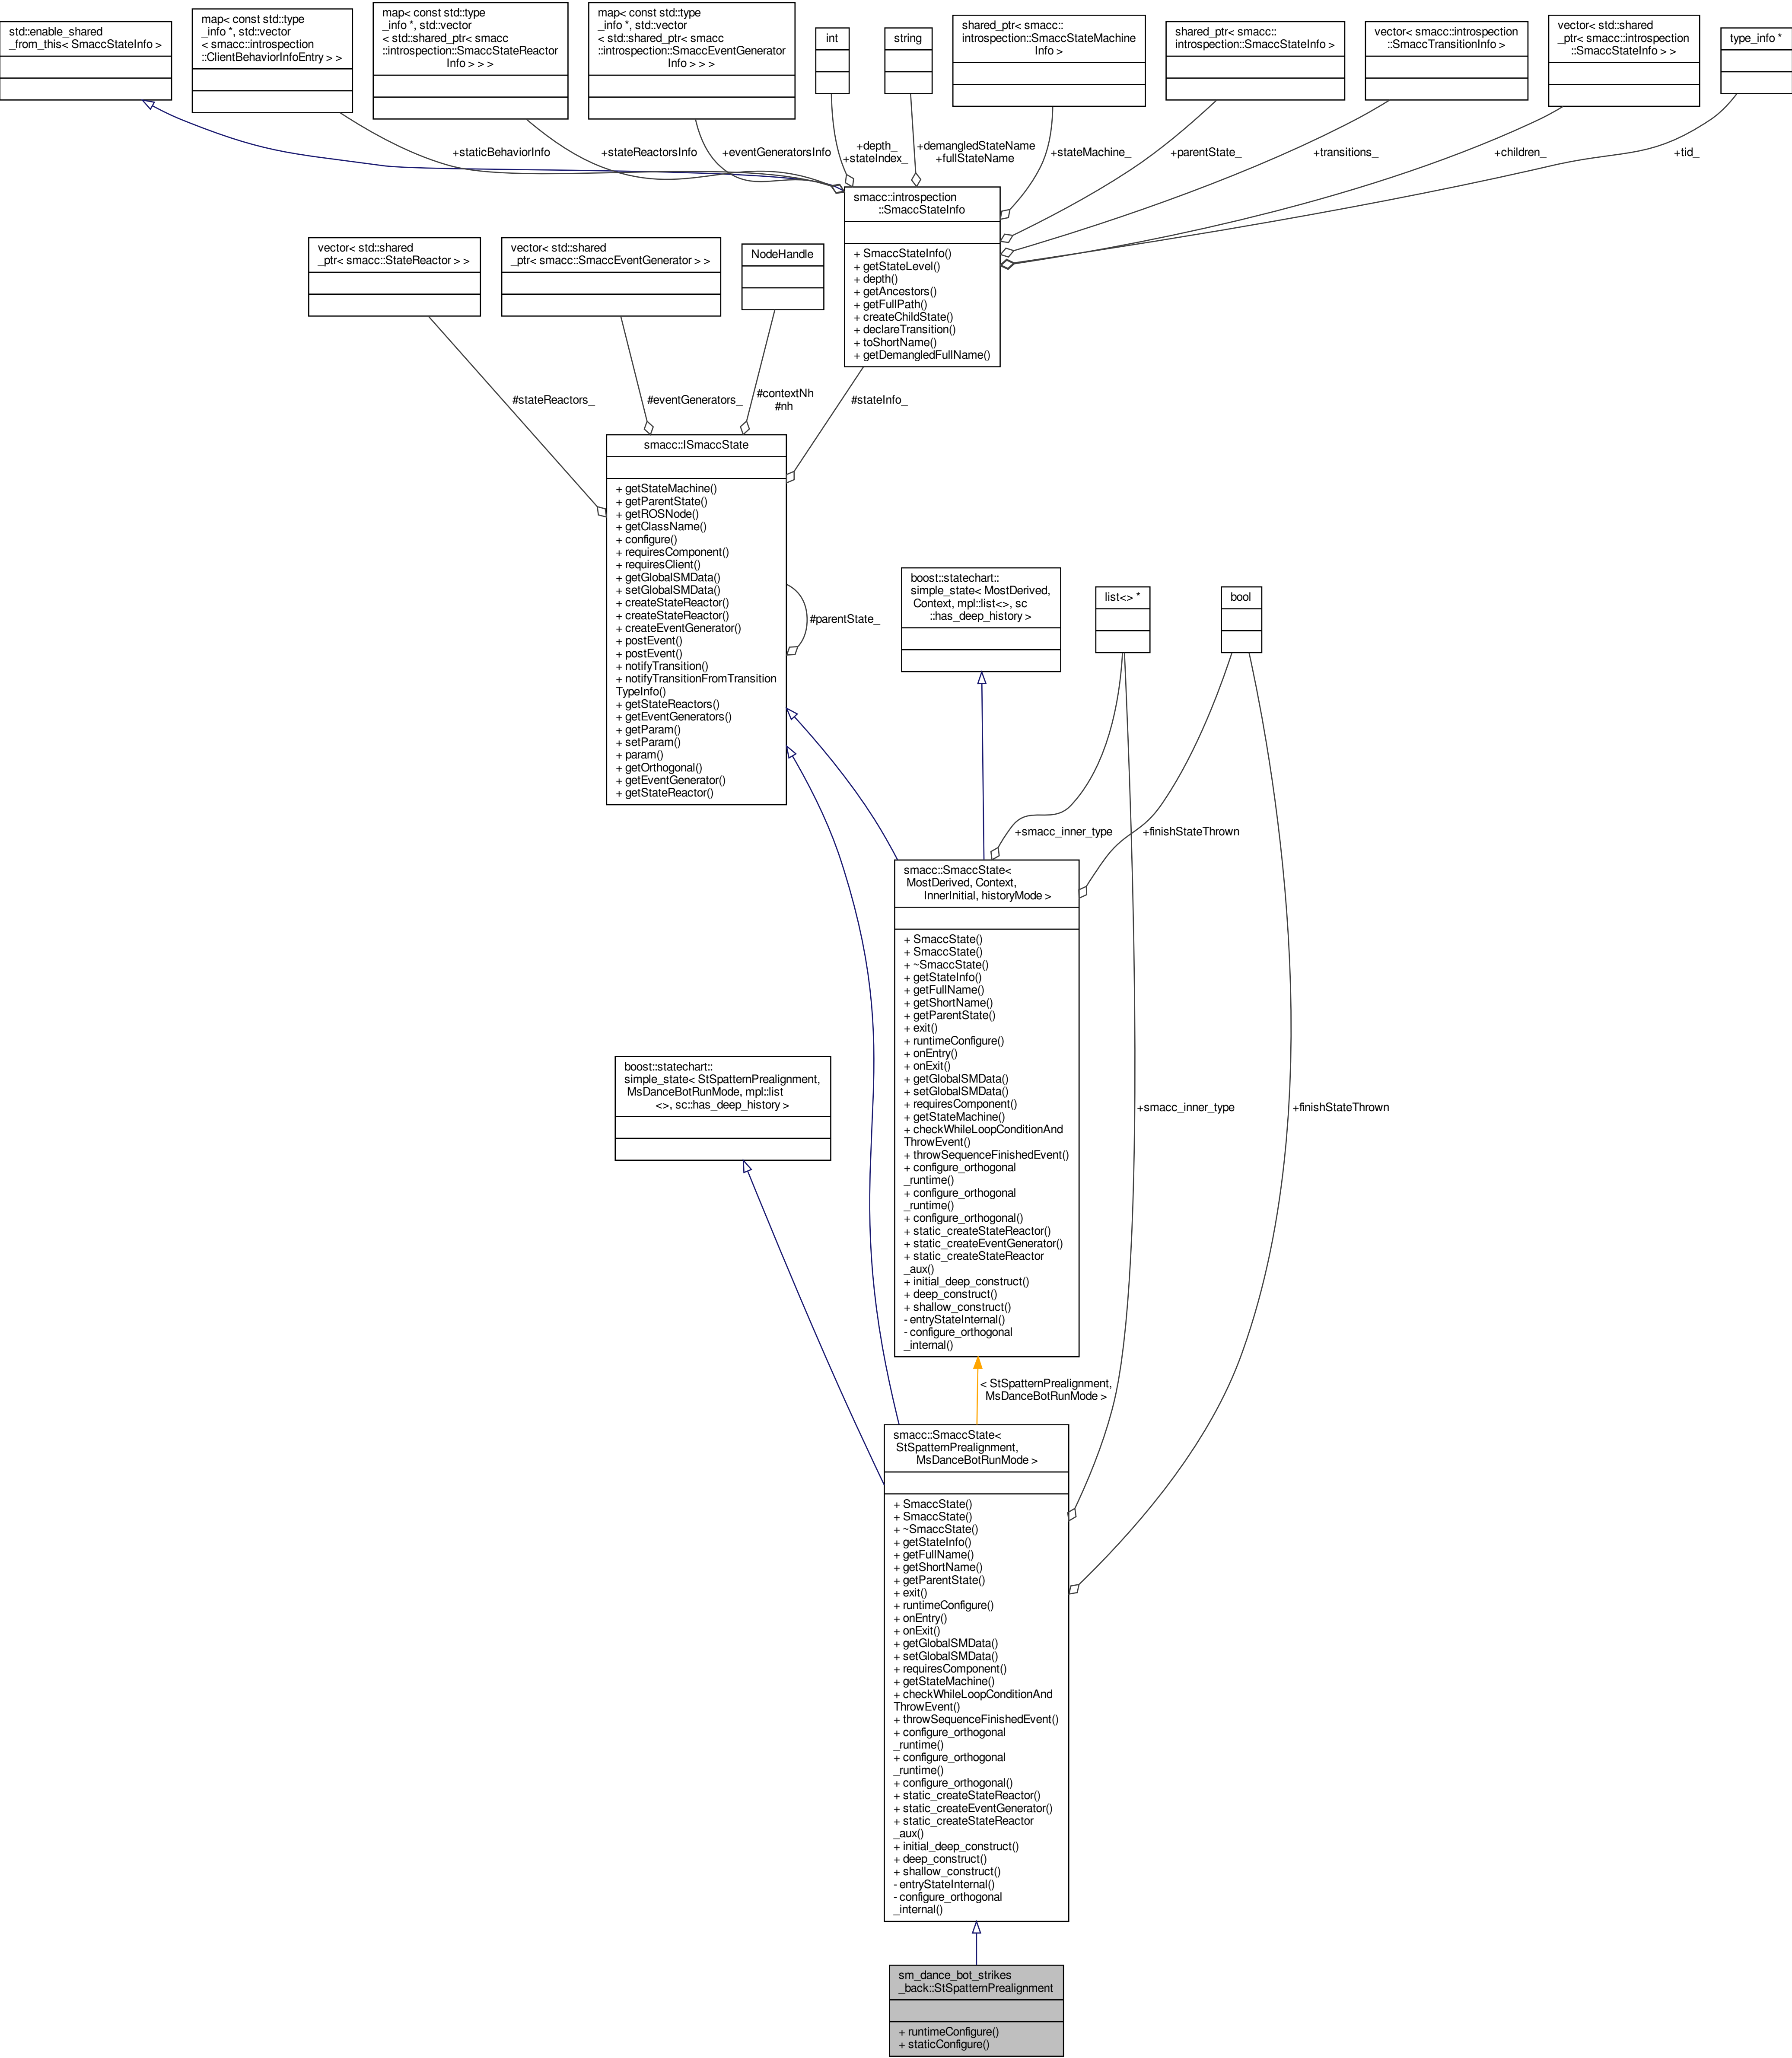 std::enable_shared
_from_this< SmaccStateInfo >
map< const std::type
_info *, std::vector
< smacc::introspection
::ClientBehaviorInfoEntry > >
map< const std::type
_info *, std::vector
< std::shared_ptr< smacc
::introspection::SmaccStateReactor
Info > > >
map< const std::type
_info *, std::vector
< std::shared_ptr< smacc
::introspection::SmaccEventGenerator
Info > > >
int
string
shared_ptr< smacc::
introspection::SmaccStateMachine
Info >
shared_ptr< smacc::
introspection::SmaccStateInfo >
vector< smacc::introspection
::SmaccTransitionInfo >
vector< std::shared
_ptr< smacc::introspection
::SmaccStateInfo > >
type_info *
+staticBehaviorInfo
+stateReactorsInfo
+eventGeneratorsInfo
+depth_
+stateIndex_
+demangledStateName
+fullStateName
+stateMachine_
+parentState_
+transitions_
+children_
+tid_
smacc::introspection
::SmaccStateInfo
+ SmaccStateInfo()
+ getStateLevel()
+ depth()
+ getAncestors()
+ getFullPath()
+ createChildState()
+ declareTransition()
+ toShortName()
+ getDemangledFullName()
vector< std::shared
_ptr< smacc::StateReactor > >
vector< std::shared
_ptr< smacc::SmaccEventGenerator > >
NodeHandle
#stateReactors_
#eventGenerators_
#contextNh
#nh
#stateInfo_
smacc::ISmaccState
+ getStateMachine()
+ getParentState()
+ getROSNode()
+ getClassName()
+ configure()
+ requiresComponent()
+ requiresClient()
+ getGlobalSMData()
+ setGlobalSMData()
+ createStateReactor()
+ createStateReactor()
+ createEventGenerator()
+ postEvent()
+ postEvent()
+ notifyTransition()
+ notifyTransitionFromTransition
TypeInfo()
+ getStateReactors()
+ getEventGenerators()
+ getParam()
+ setParam()
+ param()
+ getOrthogonal()
+ getEventGenerator()
+ getStateReactor()
#parentState_
boost::statechart::
simple_state< MostDerived,
Context, mpl::list<>, sc
::has_deep_history >
list<> *
bool
+smacc_inner_type
+finishStateThrown
smacc::SmaccState<
MostDerived, Context,
InnerInitial, historyMode >
+ SmaccState()
+ SmaccState()
+ ~SmaccState()
+ getStateInfo()
+ getFullName()
+ getShortName()
+ getParentState()
+ exit()
+ runtimeConfigure()
+ onEntry()
+ onExit()
+ getGlobalSMData()
+ setGlobalSMData()
+ requiresComponent()
+ getStateMachine()
+ checkWhileLoopConditionAnd
ThrowEvent()
+ throwSequenceFinishedEvent()
+ configure_orthogonal
_runtime()
+ configure_orthogonal
_runtime()
+ configure_orthogonal()
+ static_createStateReactor()
+ static_createEventGenerator()
+ static_createStateReactor
_aux()
+ initial_deep_construct()
+ deep_construct()
+ shallow_construct()
- entryStateInternal()
- configure_orthogonal
_internal()
boost::statechart::
simple_state< StSpatternPrealignment,
MsDanceBotRunMode, mpl::list
<>, sc::has_deep_history >
+smacc_inner_type
+finishStateThrown
< StSpatternPrealignment,
MsDanceBotRunMode >
smacc::SmaccState<
StSpatternPrealignment,
MsDanceBotRunMode >
+ SmaccState()
+ SmaccState()
+ ~SmaccState()
+ getStateInfo()
+ getFullName()
+ getShortName()
+ getParentState()
+ exit()
+ runtimeConfigure()
+ onEntry()
+ onExit()
+ getGlobalSMData()
+ setGlobalSMData()
+ requiresComponent()
+ getStateMachine()
+ checkWhileLoopConditionAnd
ThrowEvent()
+ throwSequenceFinishedEvent()
+ configure_orthogonal
_runtime()
+ configure_orthogonal
_runtime()
+ configure_orthogonal()
+ static_createStateReactor()
+ static_createEventGenerator()
+ static_createStateReactor
_aux()
+ initial_deep_construct()
+ deep_construct()
+ shallow_construct()
- entryStateInternal()
- configure_orthogonal
_internal()
sm_dance_bot_strikes
_back::StSpatternPrealignment
+ runtimeConfigure()
+ staticConfigure()